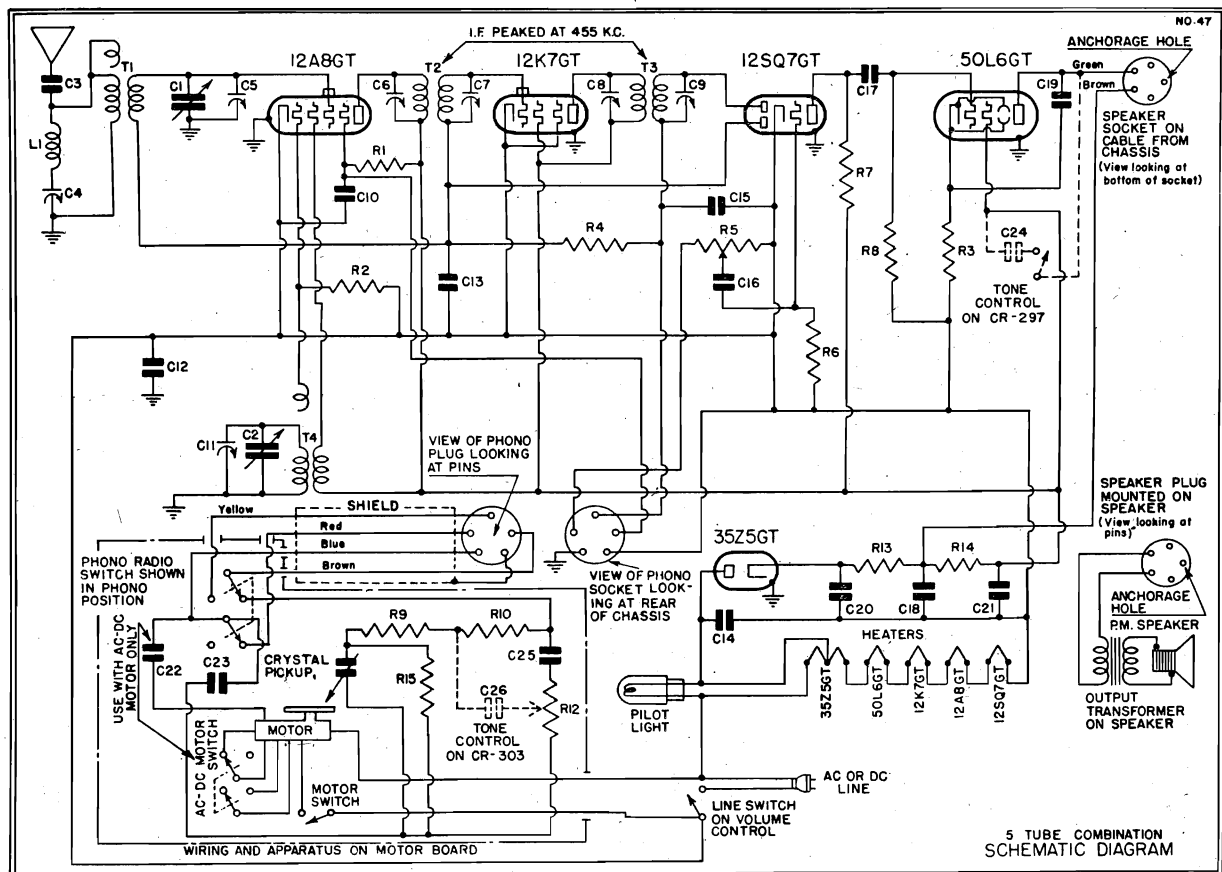 NO. 47
I.F. PEAKED AT 455 K.C.
ANCHORAGE HOLE
12A8GT
12K7GT
12SQ7GT
50L6GT
Green
Brown
T1
T2
T3
C3
C1
C5
C6
C7
C8
C9
C17
C19
SPEAKER
SOCKET ON
CABLE FROM
CHASSIS
(View looking at
bottom of socket)
L1
C4
R1
C10
R7
C15
R4
R5
R8
R3
C24
R2
C13
C16
TONE
CONTROL
ON CR-297
C12
R6
C11
C2
T4
VIEW OF PHONO
PLUG LOOKING
AT PINS
SPEAKER PLUG
MOUNTED ON
SPEAKER
(View looking at
pins)
Yellow
SHIELD
Red
Blue
Brown
35Z5GT
R13
R14
PHONO RADIO
SWITCH SHOWN
IN PHONO
POSITION
VIEW OF PHONO
SOCKET LOOK-
ING AT REAR
OF CHASSIS
C20
C18
C21
ANCHORAGE
HOLE
P.M. SPEAKER
C14
HEATERS
USE WITH AC-DC
MOTOR ONLY
C22
C23
CRYSTAL
PICKUP
R9
R10
C25
R15
C26
R12
TONE
CONTROL
ON CR-303
PILOT
LIGHT
35Z5GT
50L6GT
12K7GT
12A8GT
12SQ7GT
OUTPUT
TRANSFORMER
ON SPEAKER
MOTOR
AC-DC MOTOR
SWITCH
MOTOR
SWITCH
AC OR DC
LINE
LINE SWITCH
ON VOLUME
CONTROL
WIRING AND APPARATUS ON MOTOR BOARD
5 TUBE COMBINATION
SCHEMATIC DIAGRAM